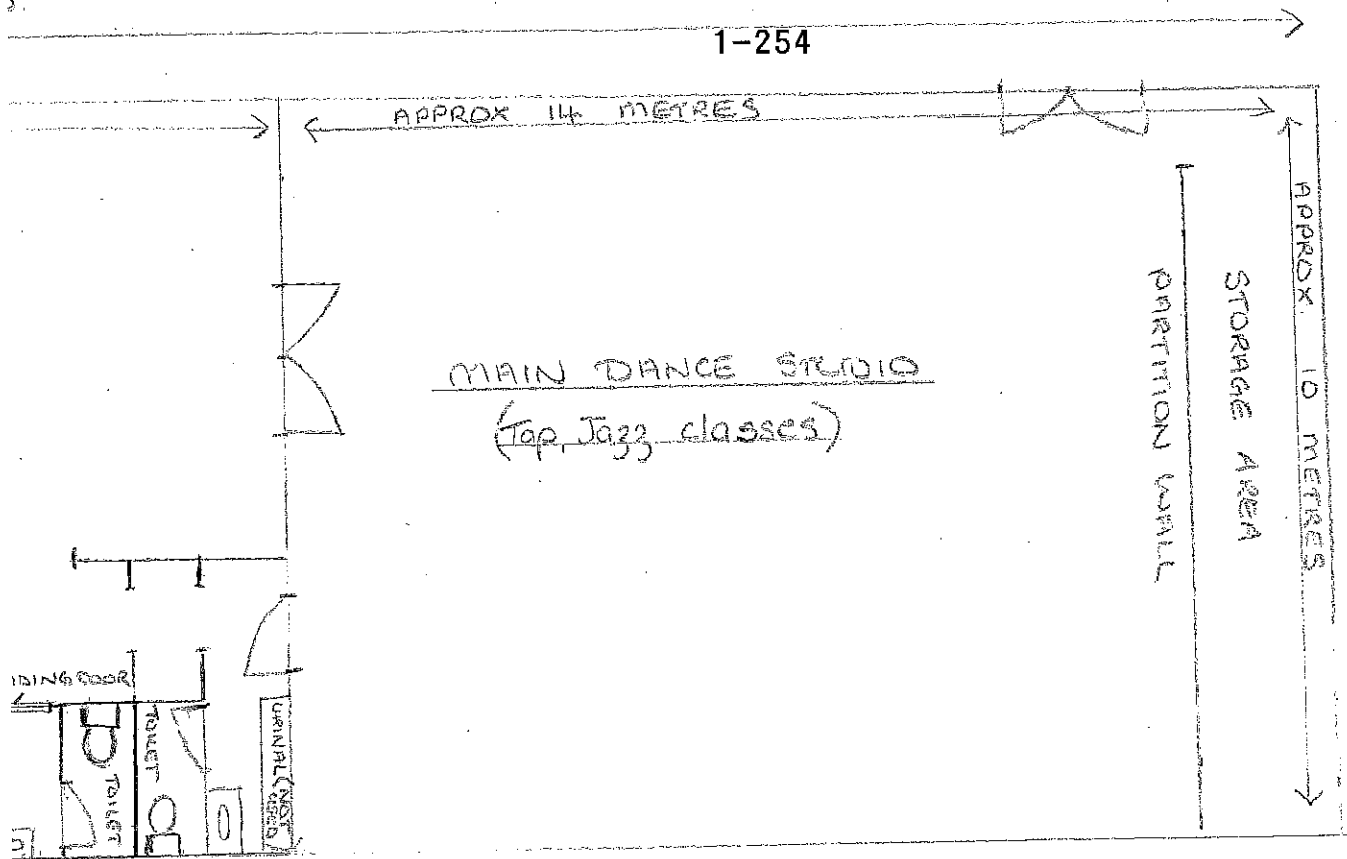 1-254
APPROX 14 METRES
APPROX 10 METRES
STORAGE AREA
PARTITION WALL
MAIN DANCE STUDIO
(Tap, Jazz classes)
IDING DOOR
TOILET
TOILET
URINAL (NOT
USED)